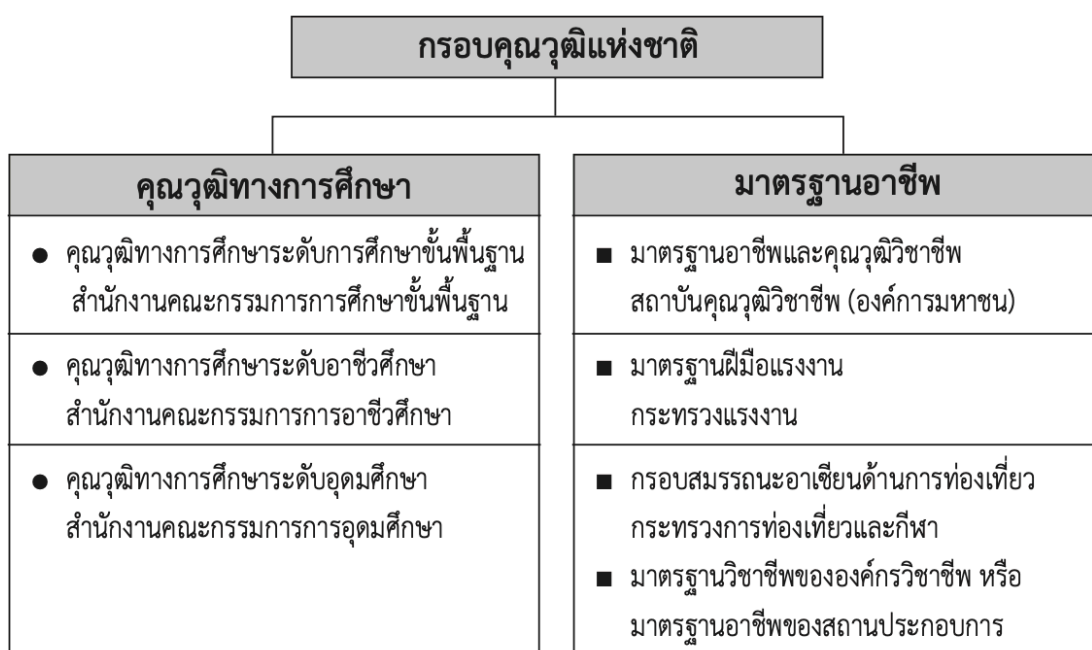 กรอบคุณวุฒิแห่งชาติ
คุณวุฒิทางการศึกษา
● คุณวุฒิทางการศึกษาระดับการศึกษาขั้นพื้นฐาน
สำนักงานคณะกรรมการการศึกษาขั้นพื้นฐาน
● คุณวุฒิทางการศึกษาระดับอาชีวศึกษา
สำนักงานคณะกรรมการการอาชีวศึกษา
● คุณวุฒิทางการศึกษาระดับอุดมศึกษา
สำนักงานคณะกรรมการการอุดมศึกษา
มาตรฐานอาชีพ
■ มาตรฐานอาชีพและคุณวุฒิวิชาชีพ
สถาบันคุณวุฒิวิชาชีพ (องค์การมหาชน)
■ มาตรฐานฝีมือแรงงาน
กระทรวงแรงงาน
■ กรอบสมรรถนะอาเซียนด้านการท่องเที่ยว
กระทรวงการท่องเที่ยวและกีฬา
■ มาตรฐานวิชาชีพขององค์กรวิชาชีพ หรือ
มาตรฐานอาชีพของสถานประกอบการ